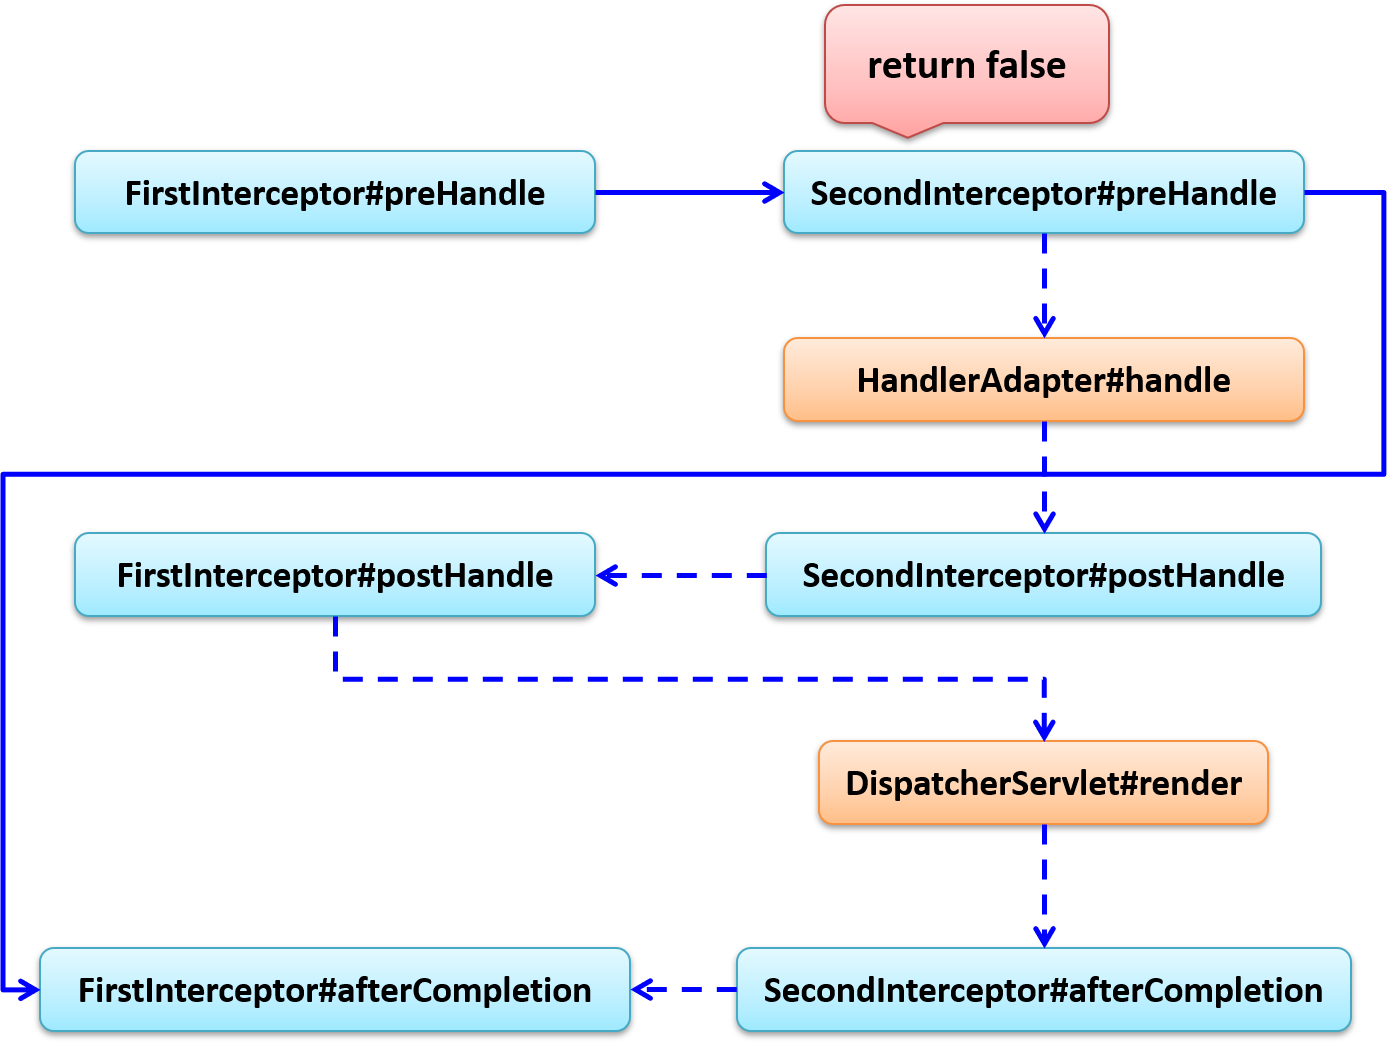 return false
FirstInterceptor#preHandle
SecondInterceptor#preHandle
HandlerAdapter#handle
FirstInterceptor#postHandle
SecondInterceptor#postHandle
DispatcherServlet#render
FirstInterceptor#afterCompletion
SecondInterceptor#afterCompletion